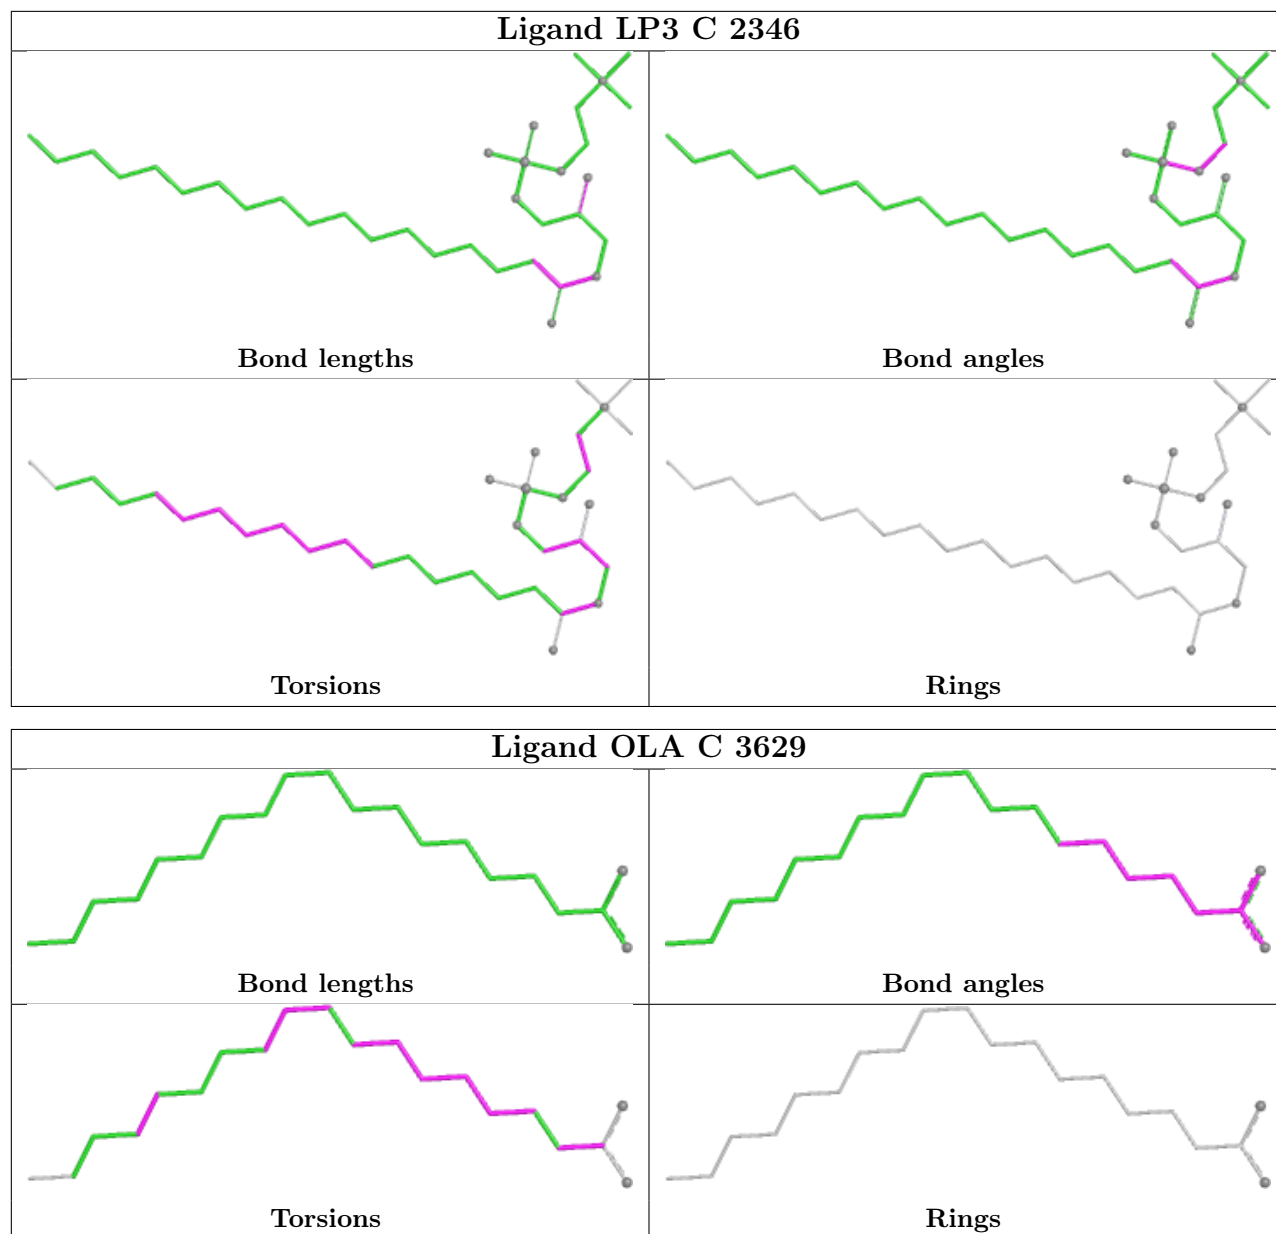 Ligand LP3 C 2346
Bond lengths
Bond angles
Torsions
Rings
Ligand OLA C 3629
Bond lengths
Bond angles
Torsions
Rings